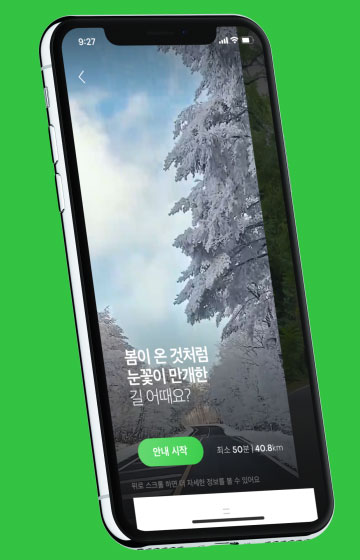 9:27
봄이 온 것처럼
눈꽃이 만개한
길 어때요?
안내 시작
최소 50분 | 40.8km
위로 스크롤 하면 더 자세한 정보를 볼 수 있어요